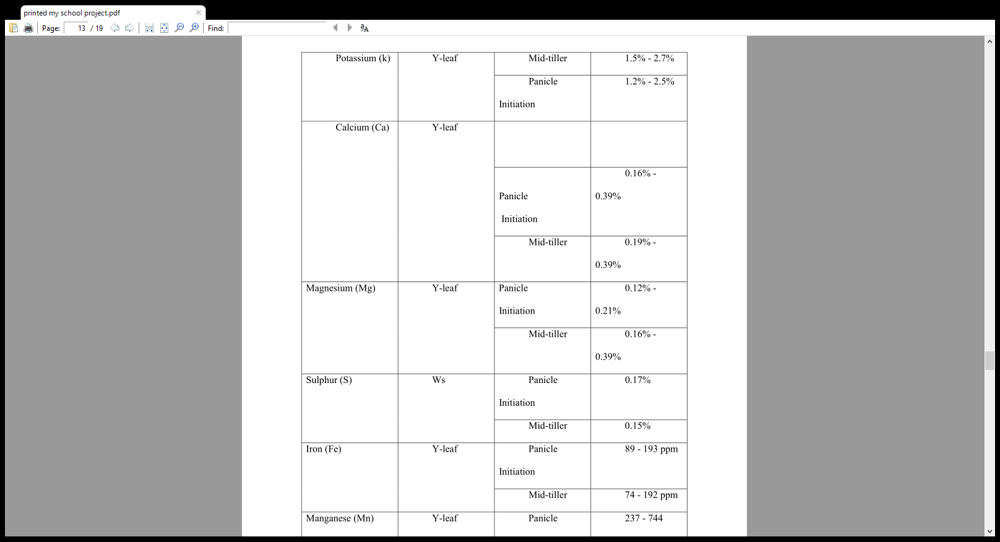 printed my school project.pdf
Page: 13 / 19 Find:
Potassium (k) Y-leaf Mid-tiller 1.5% - 2.7%
Panicle 1.2% - 2.5%
Initiation
Calcium (Ca) Y-leaf
0.16% -
Panicle 0.39%
Initiation
Mid-tiller 0.19% -
0.39%
Magnesium (Mg) Y-leaf Panicle 0.12% -
Initiation 0.21%
Mid-tiller 0.16% -
0.39%
Sulphur (S) Ws Panicle 0.17%
Initiation
Mid-tiller 0.15%
Iron (Fe) Y-leaf Panicle 89 - 193 ppm
Initiation
Mid-tiller 74 - 192 ppm
Manganese (Mn) Y-leaf Panicle 237 - 744